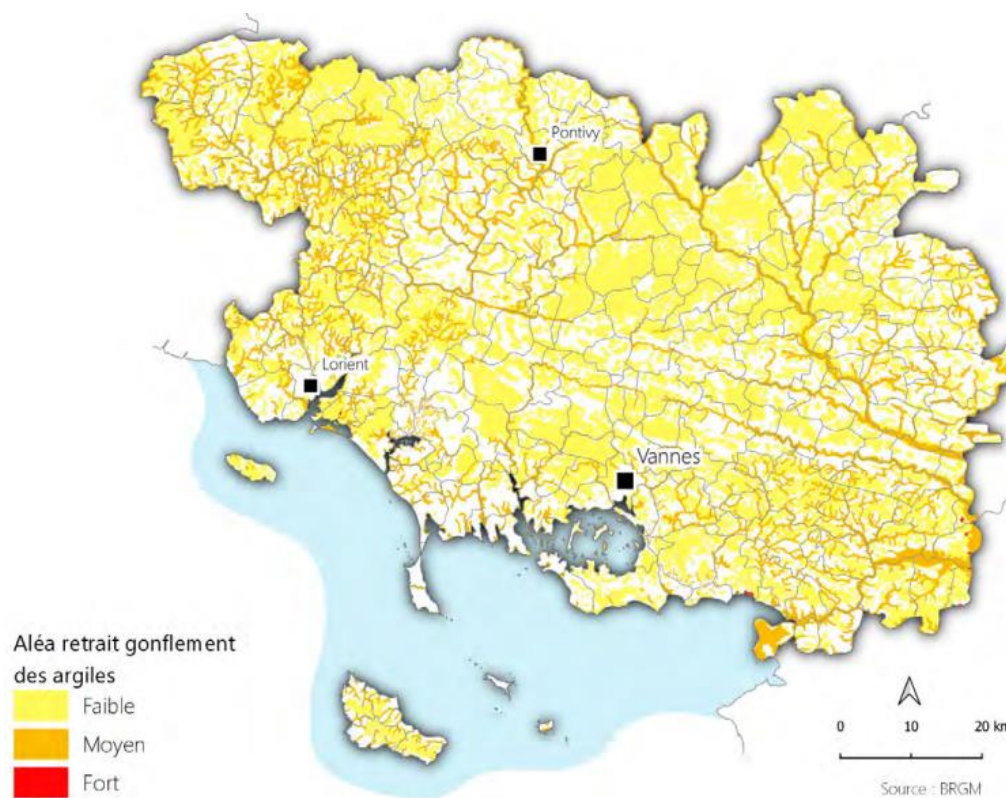 Pontivy
Lorient
Vannes
Aléa retrait gonflement
des argiles
Faible
Moyen
Fort
0 10 20 km
Source : BRGM